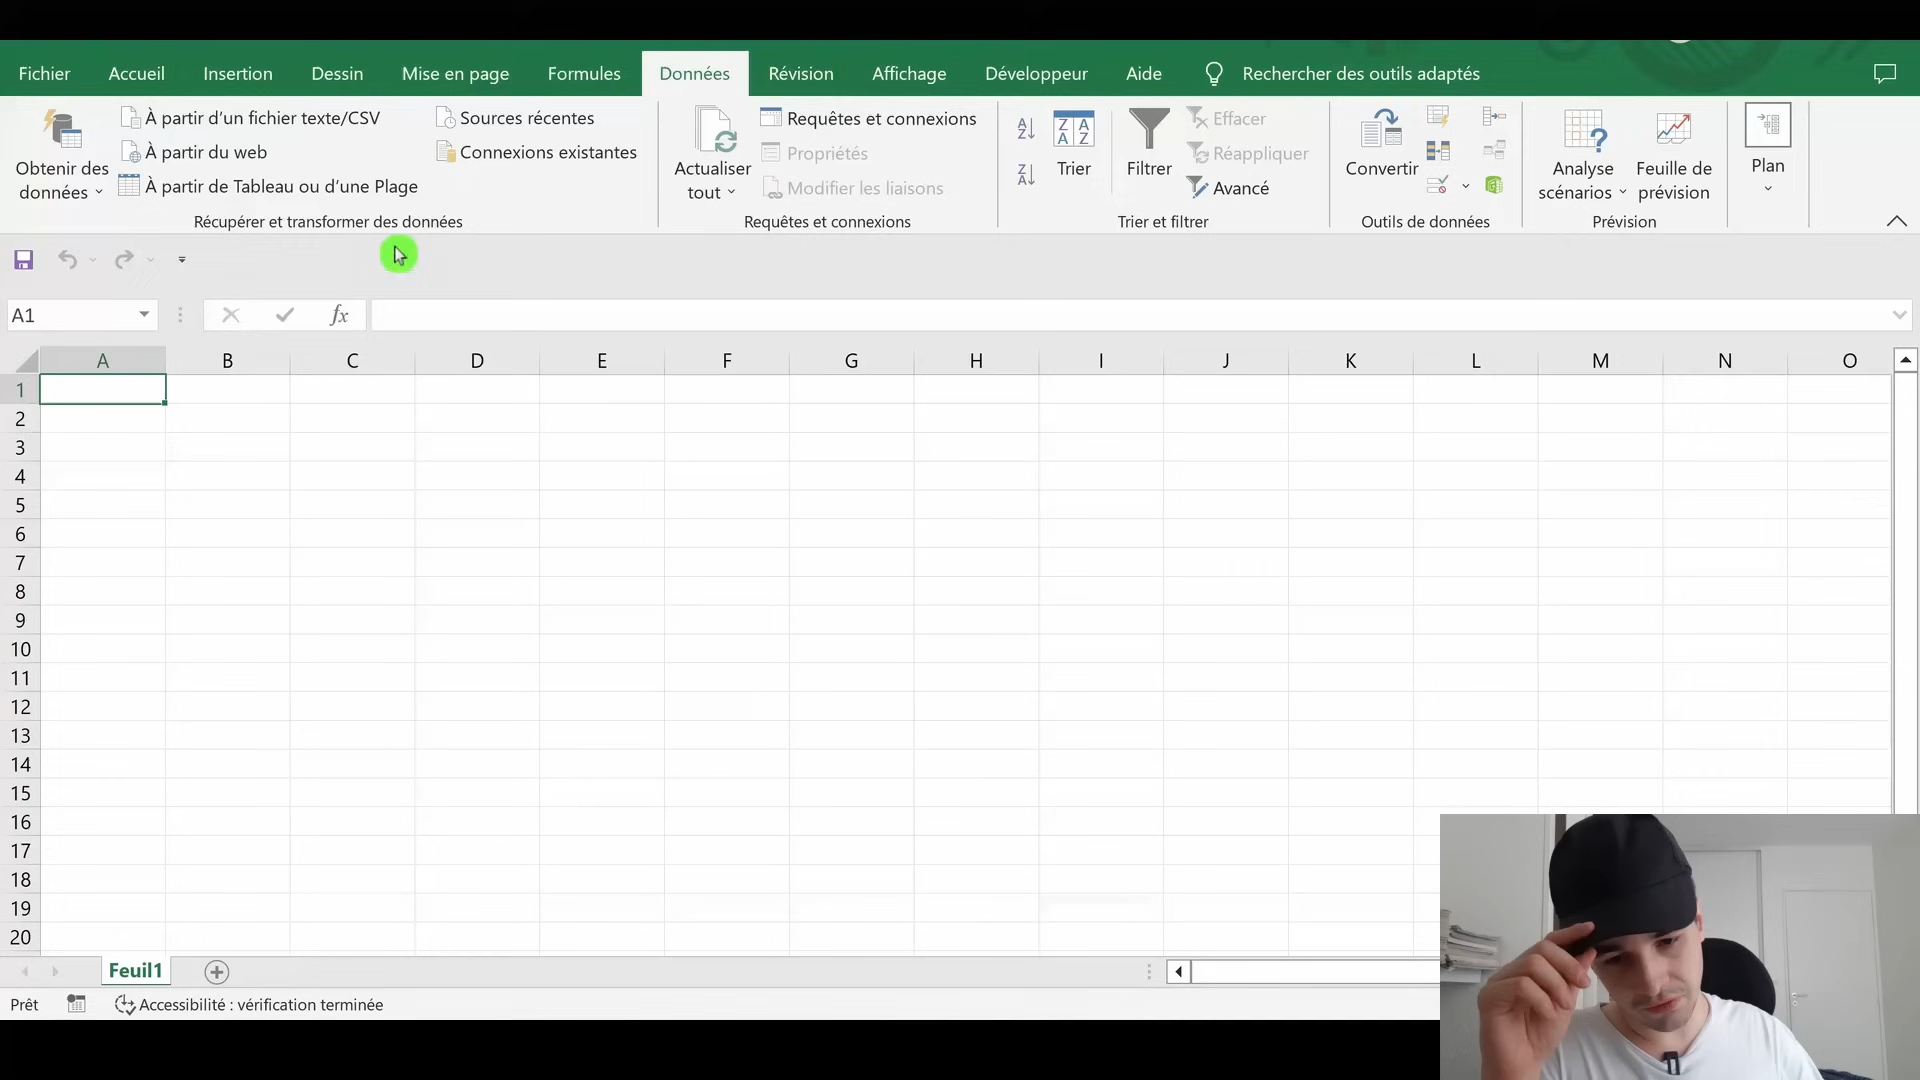 Fichier Accueil Insertion Dessin Mise en page Formules Données Révision Affichage Développeur Aide Rechercher des outils adaptés
Obtenir des données
À partir d'un fichier texte/CSV
À partir du web
À partir de Tableau ou d'une Plage
Sources récentes
Connexions existantes
Récupérer et transformer des données
Actualiser tout
Requêtes et connexions
Propriétés
Modifier les liaisons
Requêtes et connexions
Trier
Filtrer
Effacer
Réappliquer
Avancé
Trier et filtrer
Convertir
Outils de données
Analyse scénarios
Feuille de prévision
Prévision
Plan
A1
fx
A B C D E F G H I J K L M N O
1
2
3
4
5
6
7
8
9
10
11
12
13
14
15
16
17
18
19
20
Feuil1
Prêt
Accessibilité : vérification terminée